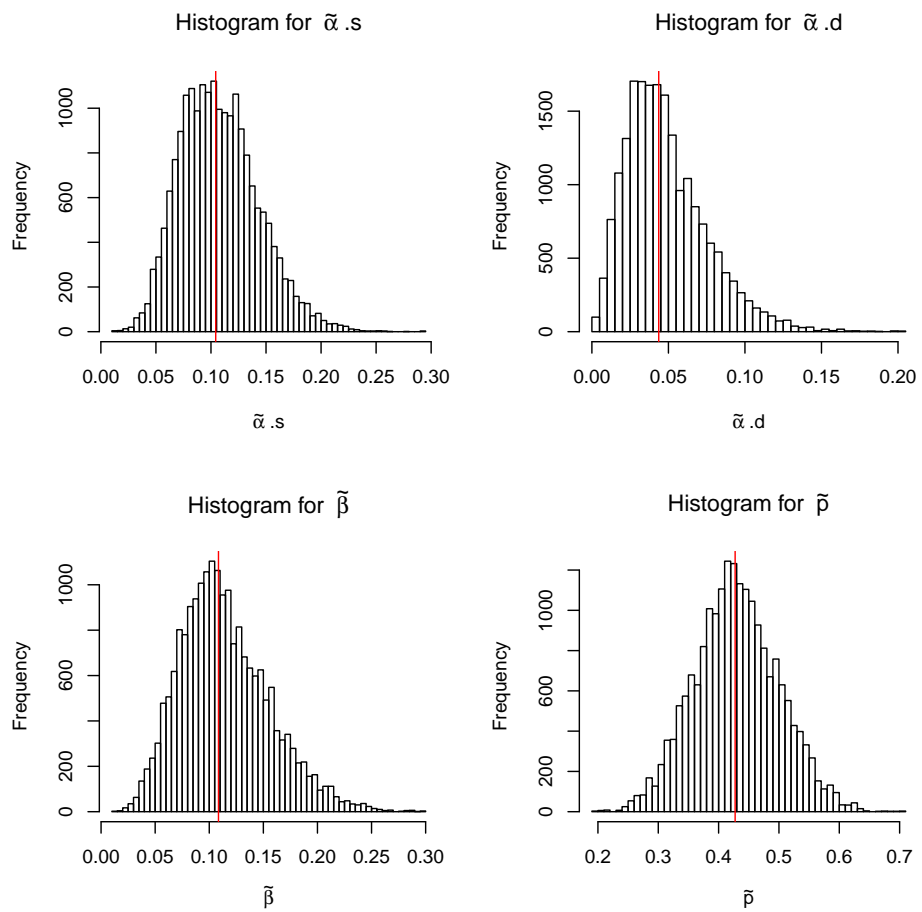 Histogram for α̃ .s
Frequency
0 200 600 1000
0.00 0.05 0.10 0.15 0.20 0.25 0.30
α̃ .s
Histogram for α̃ .d
Frequency
0 500 1000 1500
0.00 0.05 0.10 0.15 0.20
α̃ .d
Histogram for β̃
Frequency
0 200 600 1000
0.00 0.05 0.10 0.15 0.20 0.25 0.30
β̃
Histogram for p̃
Frequency
0 200 600 1000
0.2 0.3 0.4 0.5 0.6 0.7
p̃